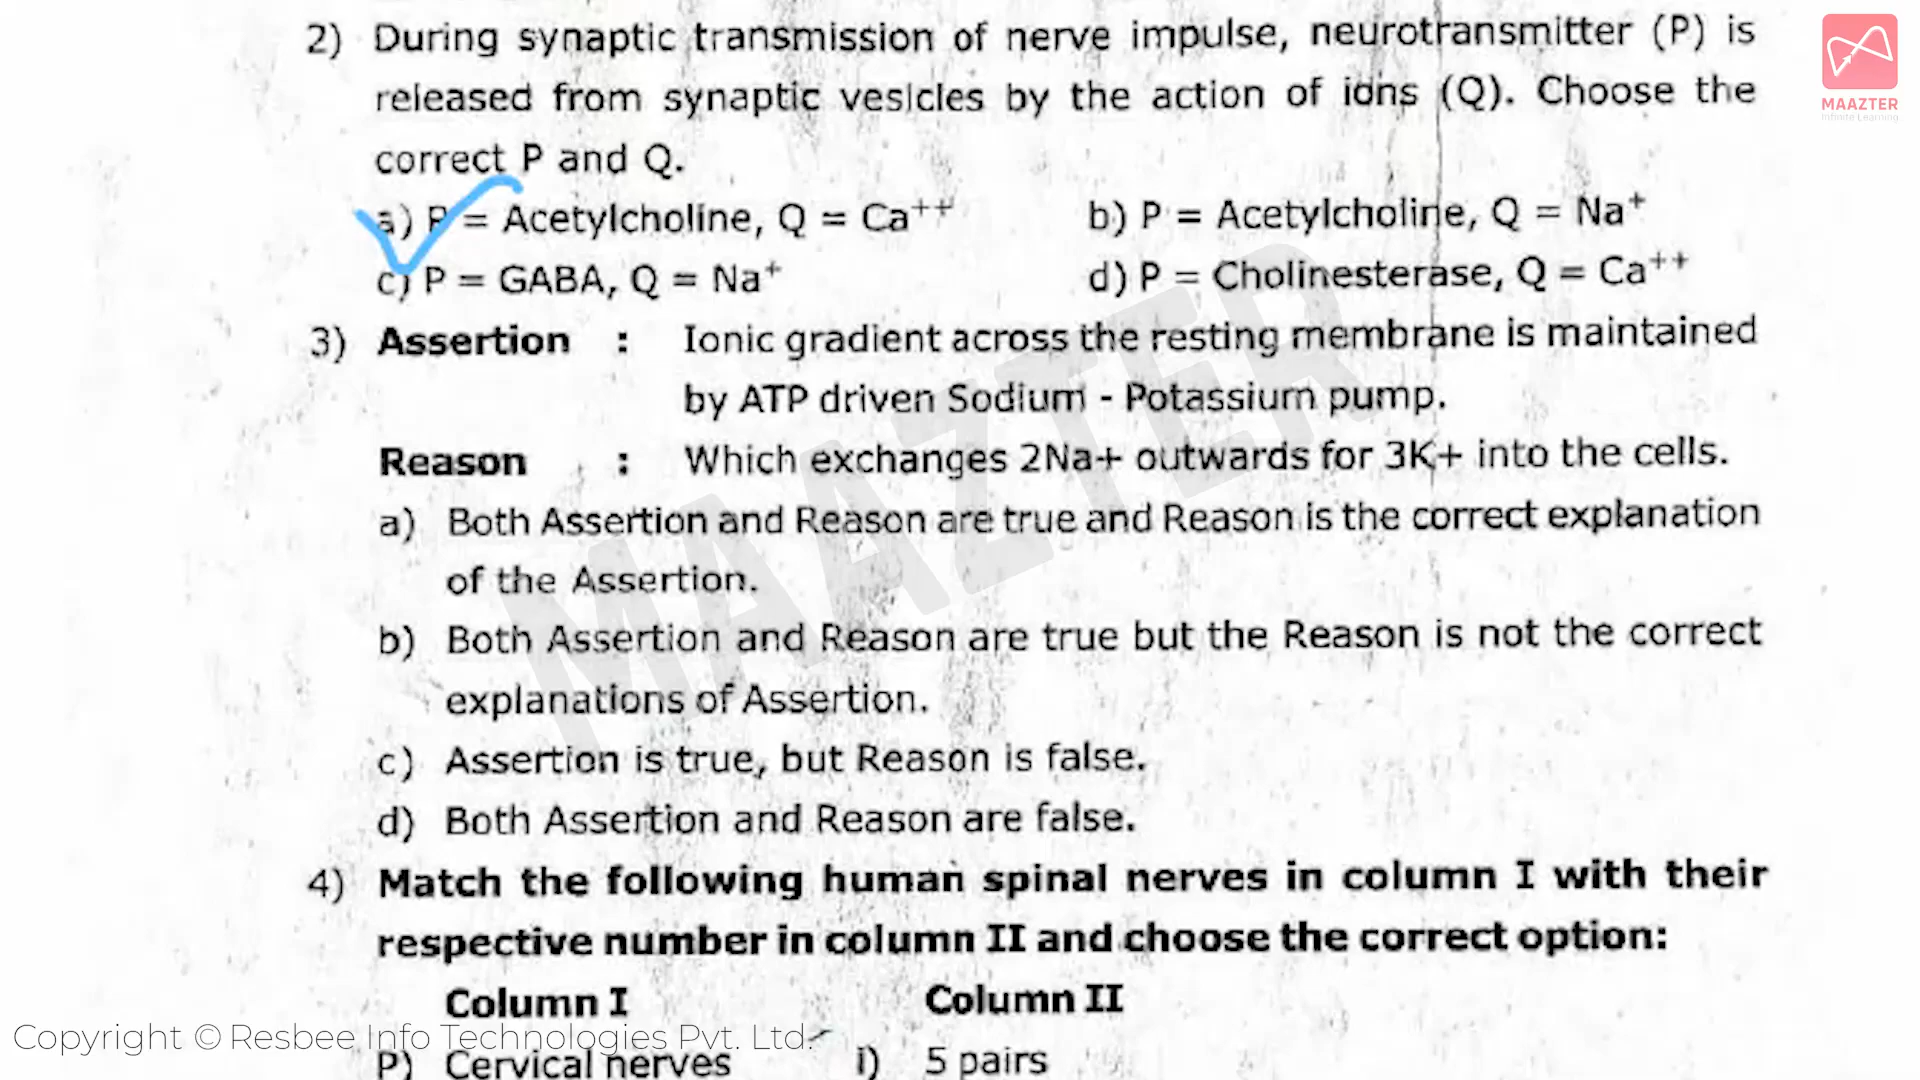 2) During synaptic transmission of nerve impulse, neurotransmitter (P) is
released from synaptic vesicles by the action of ions (Q). Choose the
correct P and Q.
a) P = Acetylcholine, Q = Ca++ b) P = Acetylcholine, Q = Na+
c) P = GABA, Q = Na+ d) P = Cholinesterase, Q = Ca++
3) Assertion : Ionic gradient across the resting membrane is maintained
by ATP driven Sodium - Potassium pump.
Reason : Which exchanges 2Na+ outwards for 3K+ into the cells.
a) Both Assertion and Reason are true and Reason is the correct explanation
of the Assertion.
b) Both Assertion and Reason are true but the Reason is not the correct
explanations of Assertion.
c) Assertion is true, but Reason is false.
d) Both Assertion and Reason are false.
4) Match the following human spinal nerves in column I with their
respective number in column II and choose the correct option:
Column I Column II
P) Cervical nerves i) 5 pairs
MAAZTER
Infinite Learning
MAAZTER
Copyright © Resbee Info Technologies Pvt. Ltd.